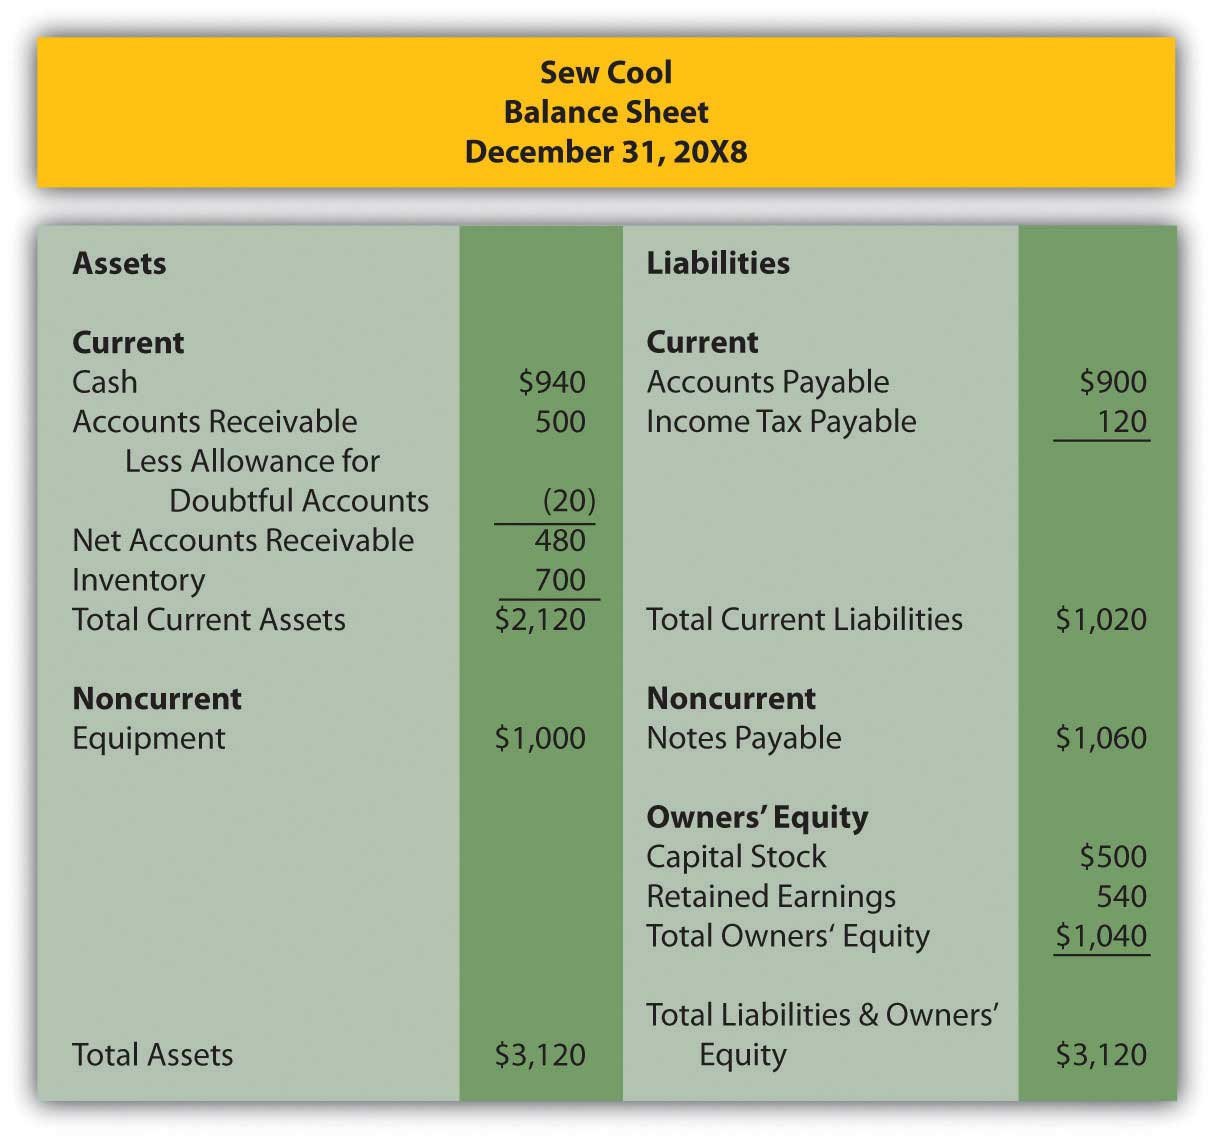 Sew Cool
Balance Sheet
December 31, 20X8
Assets
Current
Cash $940
Accounts Receivable 500
Less Allowance for
Doubtful Accounts (20)
Net Accounts Receivable 480
Inventory 700
Total Current Assets $2,120
Noncurrent
Equipment $1,000
Total Assets $3,120
Liabilities
Current
Accounts Payable $900
Income Tax Payable 120
Total Current Liabilities $1,020
Noncurrent
Notes Payable $1,060
Owners’ Equity
Capital Stock $500
Retained Earnings 540
Total Owners‘ Equity $1,040
Total Liabilities & Owners’
Equity $3,120